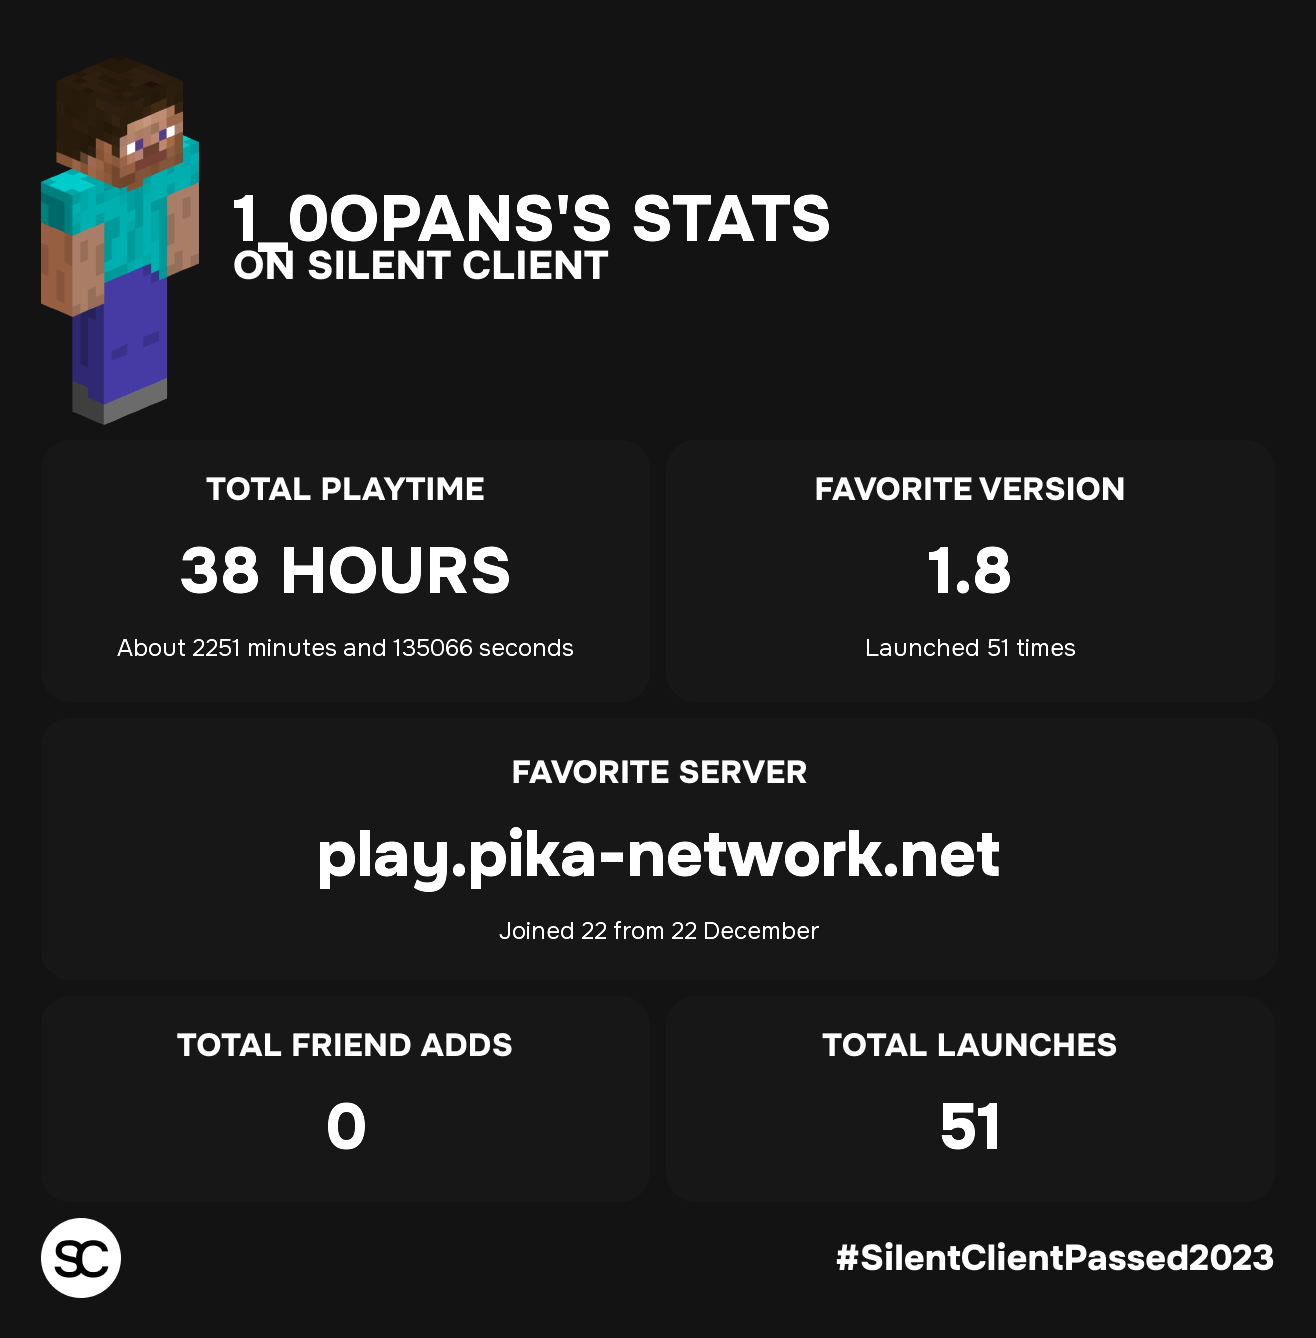 1_0OPANS'S STATS
ON SILENT CLIENT
TOTAL PLAYTIME
38 HOURS
About 2251 minutes and 135066 seconds
FAVORITE VERSION
1.8
Launched 51 times
FAVORITE SERVER
play.pika-network.net
Joined 22 from 22 December
TOTAL FRIEND ADDS
0
TOTAL LAUNCHES
51
SC
#SilentClientPassed2023